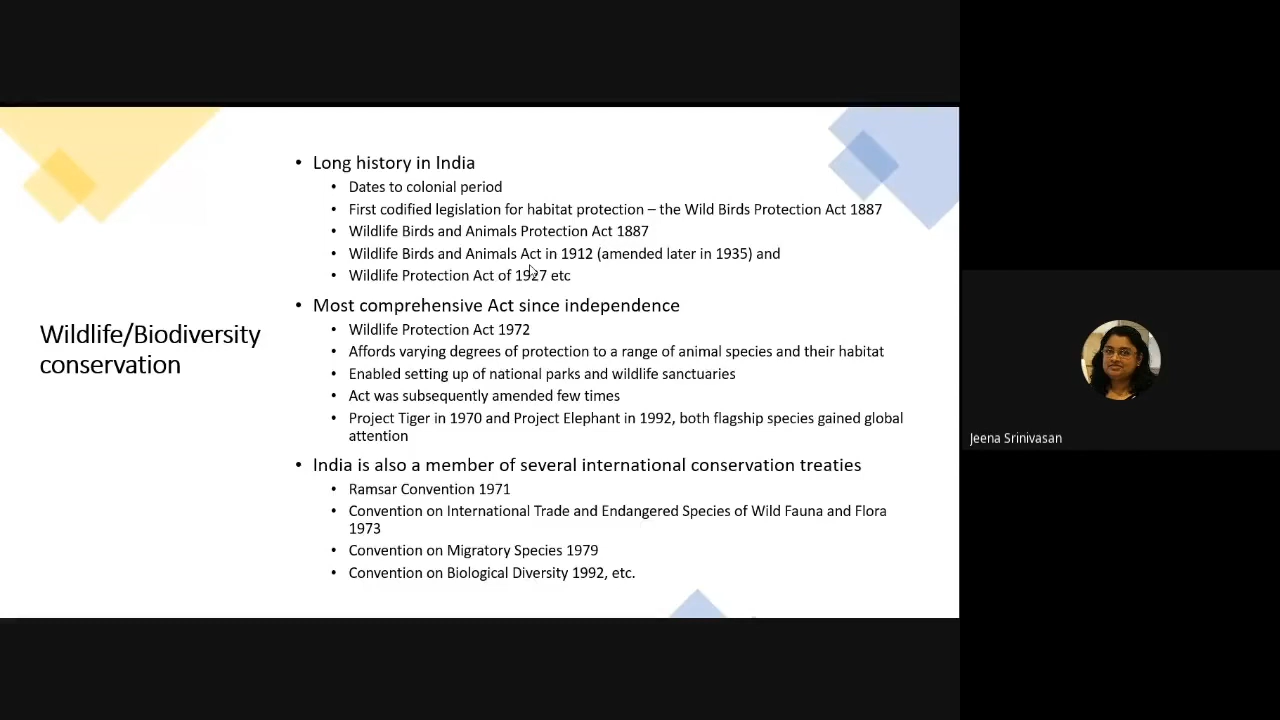 Wildlife/Biodiversity
conservation
• Long history in India
• Dates to colonial period
• First codified legislation for habitat protection – the Wild Birds Protection Act 1887
• Wildlife Birds and Animals Protection Act 1887
• Wildlife Birds and Animals Act in 1912 (amended later in 1935) and
• Wildlife Protection Act of 1927 etc
• Most comprehensive Act since independence
• Wildlife Protection Act 1972
• Affords varying degrees of protection to a range of animal species and their habitat
• Enabled setting up of national parks and wildlife sanctuaries
• Act was subsequently amended few times
• Project Tiger in 1970 and Project Elephant in 1992, both flagship species gained global
attention
• India is also a member of several international conservation treaties
• Ramsar Convention 1971
• Convention on International Trade and Endangered Species of Wild Fauna and Flora
1973
• Convention on Migratory Species 1979
• Convention on Biological Diversity 1992, etc.
Jeena Srinivasan